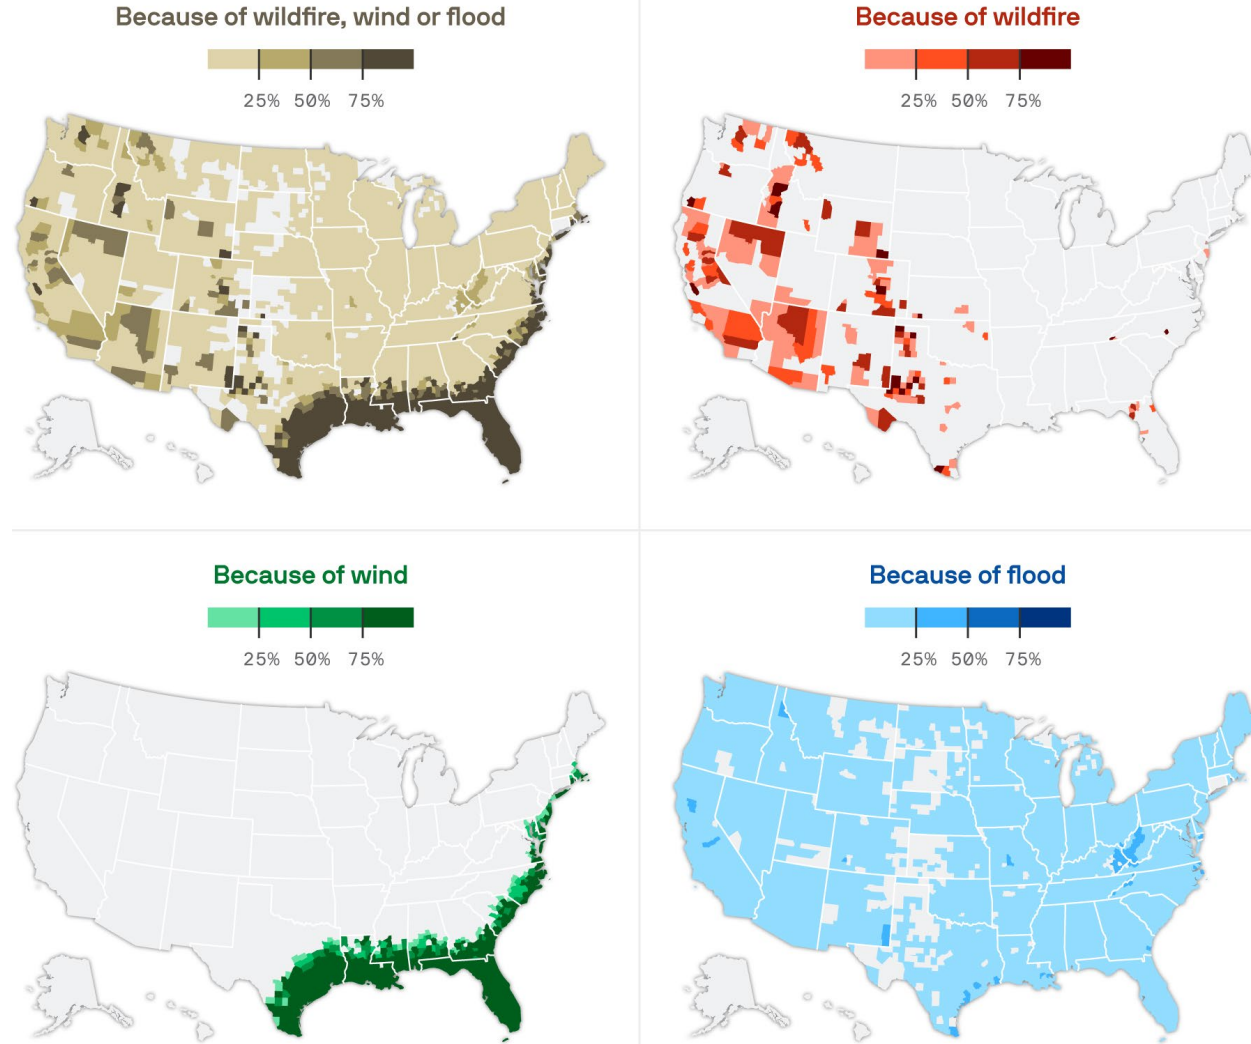 Because of wildfire, wind or flood
25% 50% 75%
Because of wildfire
25% 50% 75%
Because of wind
25% 50% 75%
Because of flood
25% 50% 75%